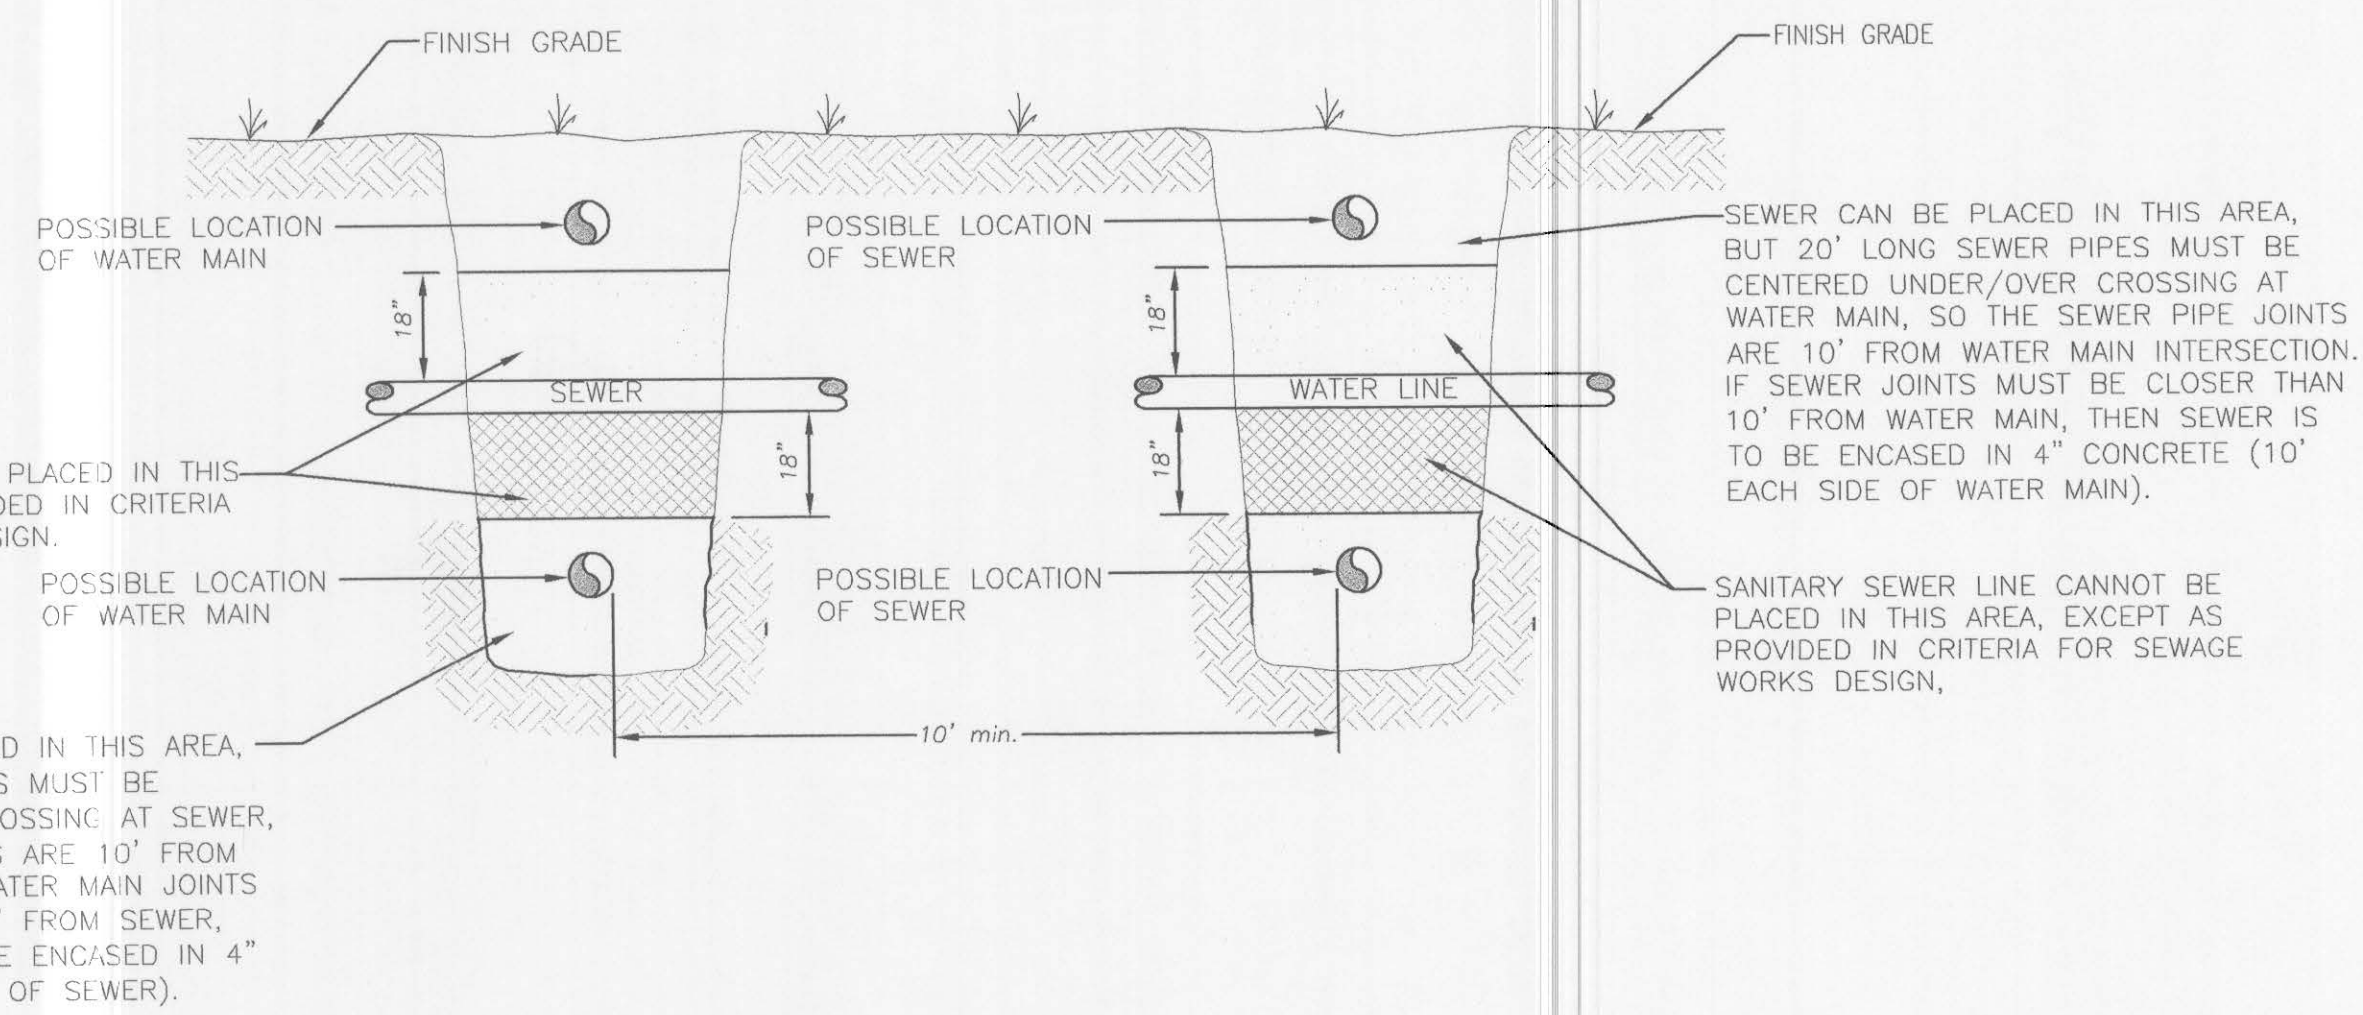 FINISH GRADE
FINISH GRADE
POSSIBLE LOCATION
OF WATER MAIN
POSSIBLE LOCATION
OF SEWER
SEWER CAN BE PLACED IN THIS AREA,
BUT 20' LONG SEWER PIPES MUST BE
CENTERED UNDER/OVER CROSSING AT
WATER MAIN, SO THE SEWER PIPE JOINTS
ARE 10' FROM WATER MAIN INTERSECTION.
IF SEWER JOINTS MUST BE CLOSER THAN
10' FROM WATER MAIN, THEN SEWER IS
TO BE ENCASED IN 4" CONCRETE (10'
EACH SIDE OF WATER MAIN).
18"
18"
SEWER
WATER LINE
18"
18"
PLACED IN THIS
DED IN CRITERIA
SIGN.
POSSIBLE LOCATION
OF WATER MAIN
POSSIBLE LOCATION
OF SEWER
SANITARY SEWER LINE CANNOT BE
PLACED IN THIS AREA, EXCEPT AS
PROVIDED IN CRITERIA FOR SEWAGE
WORKS DESIGN,
10' min.
D IN THIS AREA,
S MUST BE
OSSING AT SEWER,
S ARE 10' FROM
ATER MAIN JOINTS
' FROM SEWER,
E ENCASED IN 4"
OF SEWER).